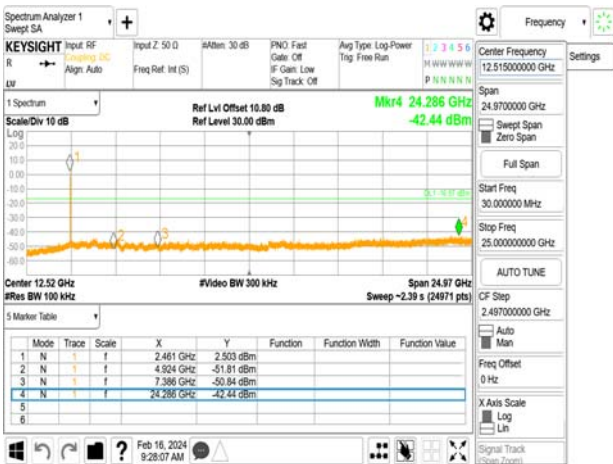 Spectrum Analyzer 1
Swept SA
+
Frequency
KEYSIGHT
Input: RF
Coupling: DC
Align: Auto
Input Z: 50 Ω
Freq Ref: Int (S)
#Atten: 30 dB
PNO: Fast
Gate: Off
IF Gain: Low
Sig Track: Off
Avg Type: Log-Power
Trig: Free Run
1 2 3 4 5 6
M W W W W W
P N N N N N
Settings
Center Frequency
12.515000000 GHz
Span
24.9700000 GHz
Swept Span
Zero Span
Full Span
Start Freq
30.000000 MHz
Stop Freq
25.000000000 GHz
AUTO TUNE
CF Step
2.497000000 GHz
Auto
Man
Freq Offset
0 Hz
X Axis Scale
Log
Lin
Signal Track
(Span Zoom)
1 Spectrum
Scale/Div 10 dB
Ref Lvl Offset 10.80 dB
Ref Level 30.00 dBm
Mkr4 24.286 GHz
-42.44 dBm
Log
20.0
10.0
0.00
-10.0
-20.0
-30.0
-40.0
-50.0
-60.0
1
2
3
4
Center 12.52 GHz
#Video BW 300 kHz
Span 24.97 GHz
#Res BW 100 kHz
Sweep ~2.39 s (24971 pts)
5 Marker Table
Mode Trace Scale X Y Function Function Width Function Value
1 N 1 f 2.461 GHz 2.503 dBm
2 N 1 f 4.924 GHz -51.81 dBm
3 N 1 f 7.386 GHz -50.84 dBm
4 N 1 f 24.286 GHz -42.44 dBm
5
6
?
Feb 16, 2024
9:28:07 AM